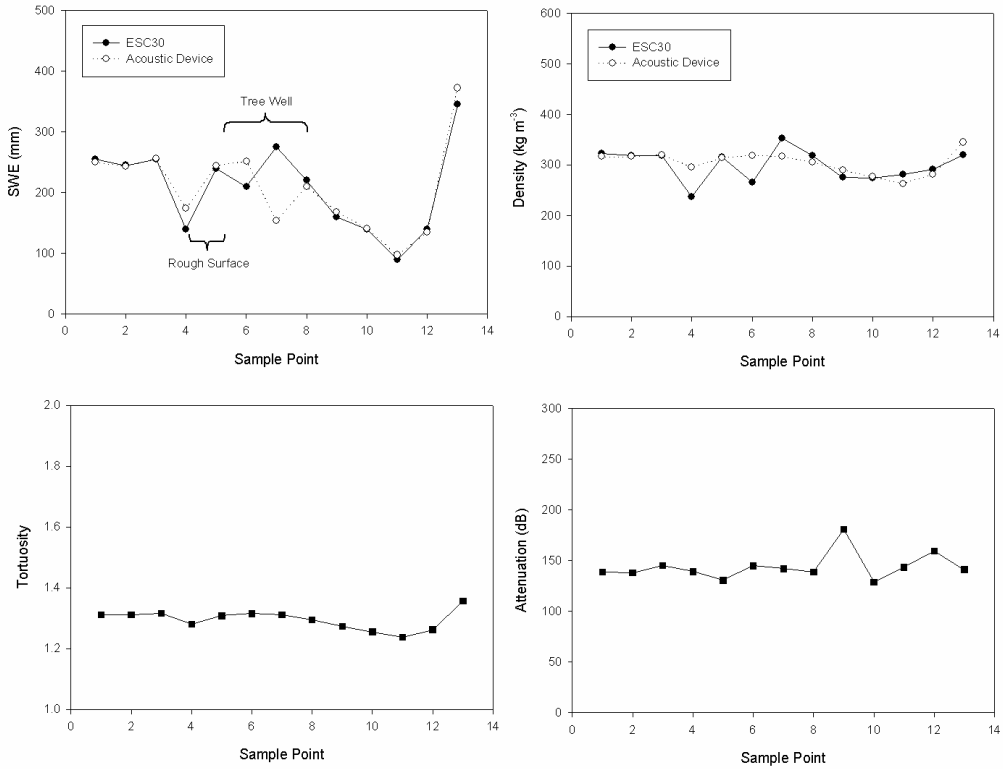 500
400
300
200
100
0
SWE (mm)
ESC30
Acoustic Device
Tree Well
Rough Surface
0 2 4 6 8 10 12 14
Sample Point
600
500
400
300
200
100
0
Density (kg m-3)
ESC30
Acoustic Device
0 2 4 6 8 10 12 14
Sample Point
2.0
1.8
1.6
1.4
1.2
1.0
Tortuosity
0 2 4 6 8 10 12 14
Sample Point
300
250
200
150
100
50
0
Attenuation (dB)
0 2 4 6 8 10 12 14
Sample Point